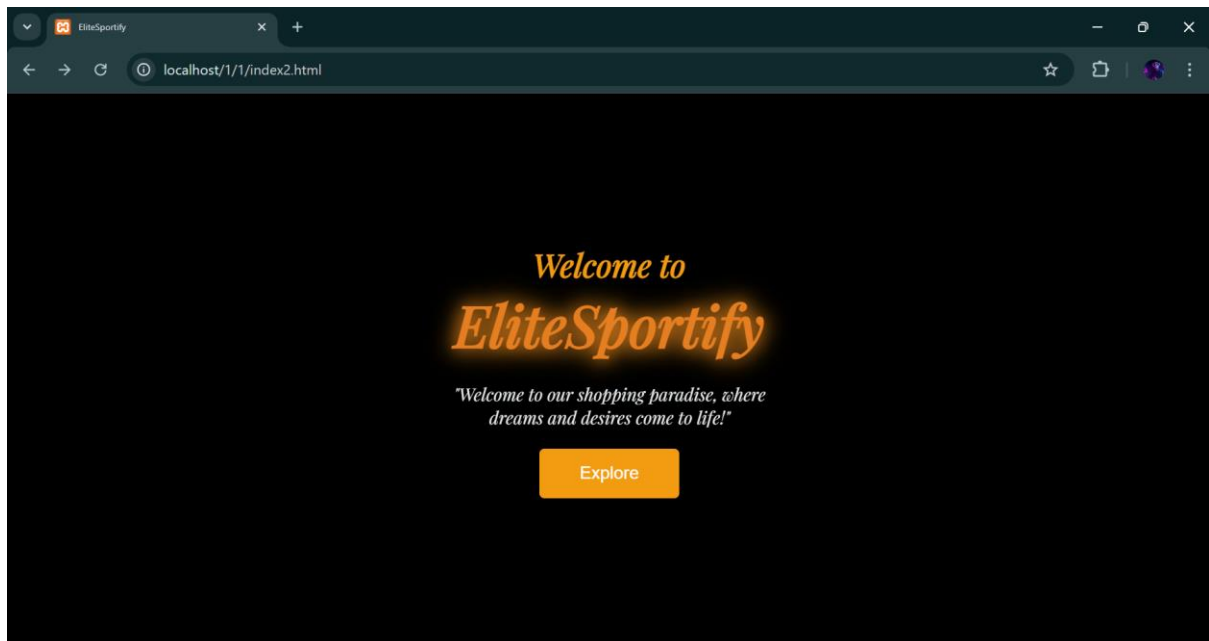 EliteSportify
localhost/1/1/index2.html
Welcome to
EliteSportify
"Welcome to our shopping paradise, where
dreams and desires come to life!"
Explore